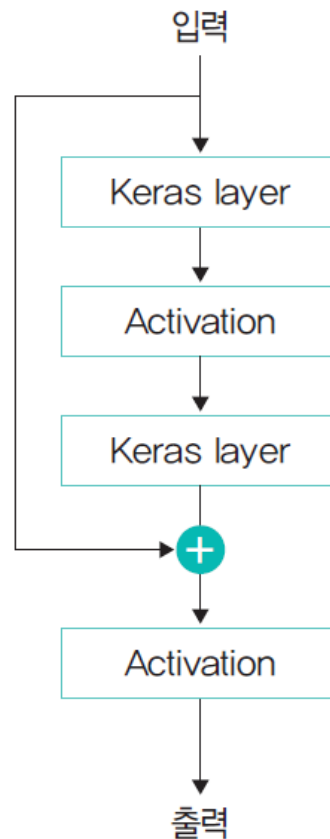 입력
Keras layer
Activation
Keras layer
+
Activation
출력